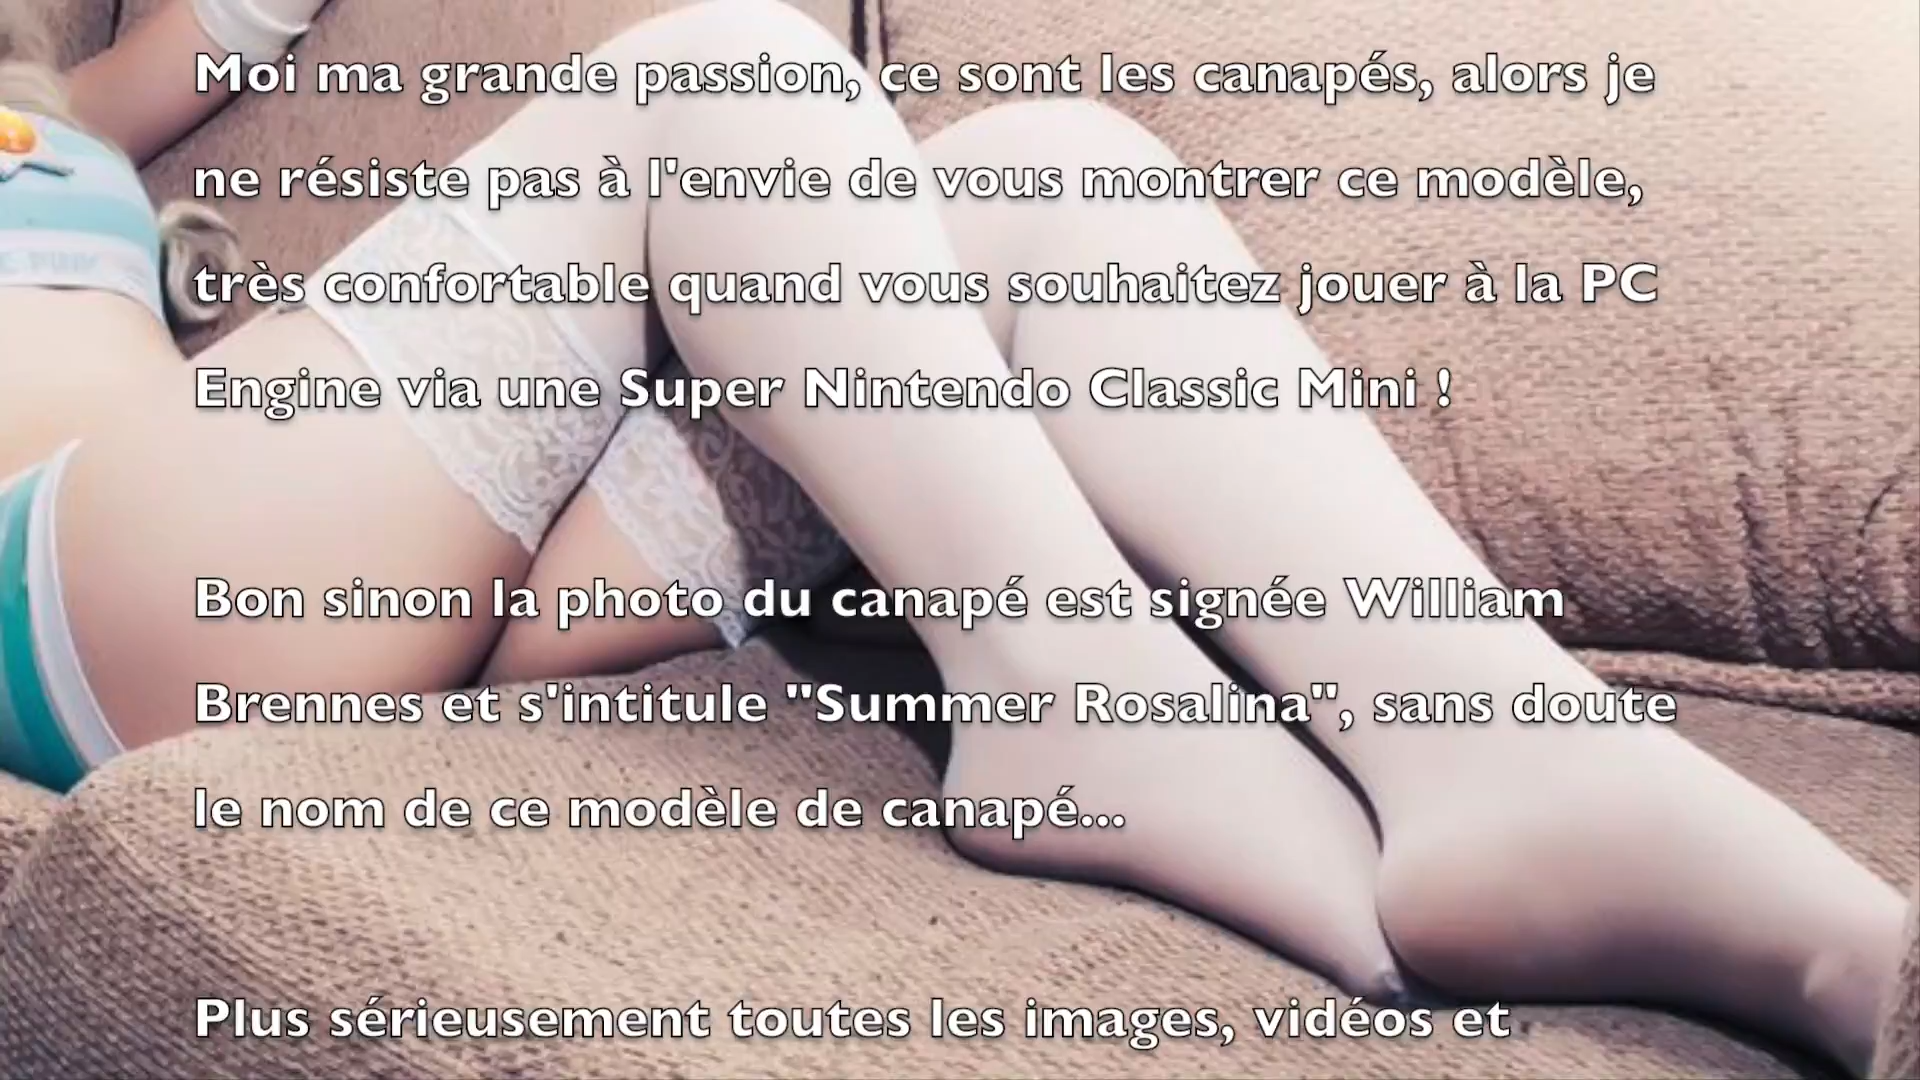 Moi ma grande passion, ce sont les canapés, alors je
ne résiste pas à l'envie de vous montrer ce modèle,
très confortable quand vous souhaitez jouer à la PC
Engine via une Super Nintendo Classic Mini !
Bon sinon la photo du canapé est signée William
Brennes et s'intitule "Summer Rosalina", sans doute
le nom de ce modèle de canapé...
Plus sérieusement toutes les images, vidéos et